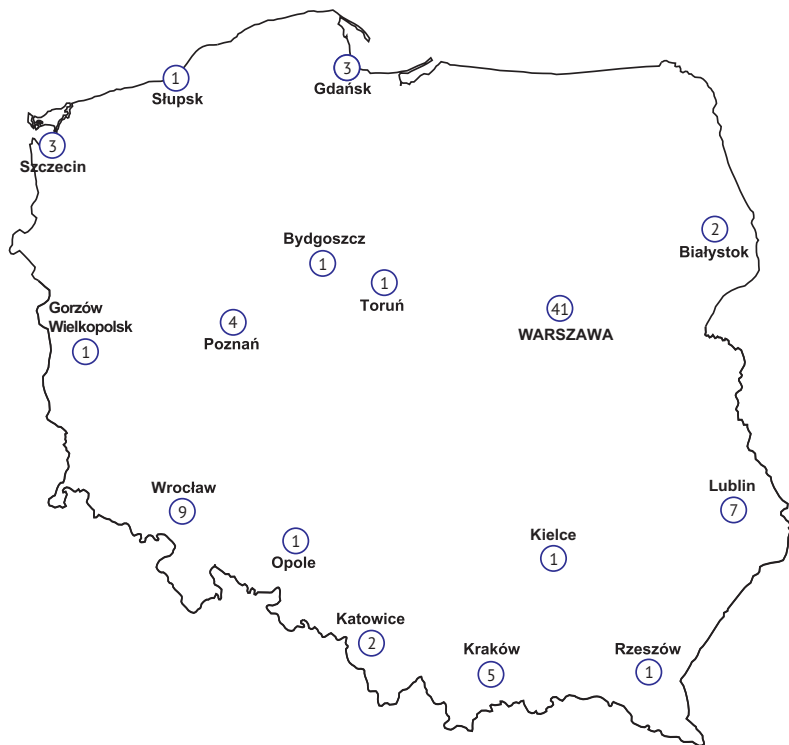 1
Słupsk
3
Gdańsk
3
Szczecin
2
Białystok
Bydgoszcz
1
1
Toruń
Gorzów
Wielkopolsk
1
4
Poznań
41
WARSZAWA
Wrocław
9
Lublin
7
1
Opole
Kielce
1
Katowice
2
Kraków
5
Rzeszów
1